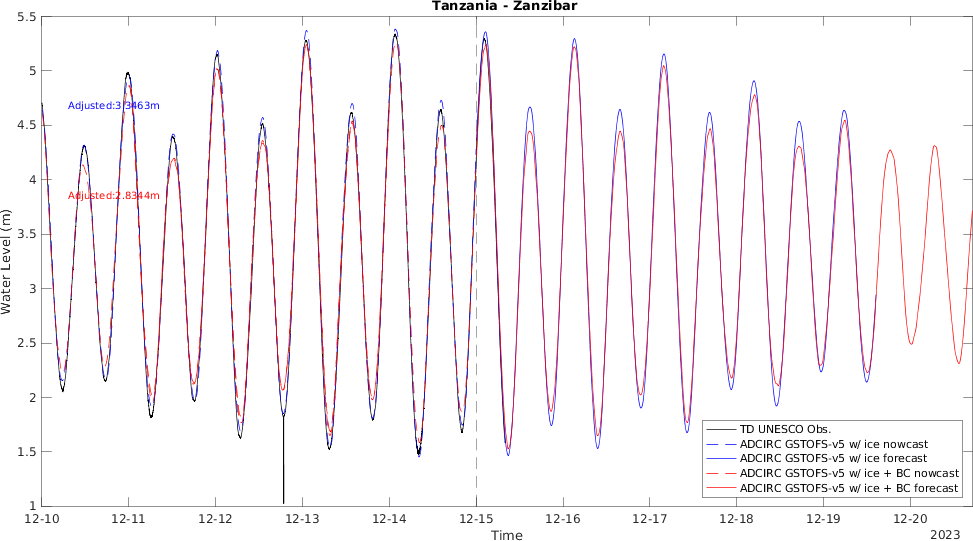 Tanzania - Zanzibar
5.5
5
4.5
4
3.5
3
2.5
2
1.5
1
Water Level (m)
Adjusted:3.3463m
Adjusted:2.8344m
TD UNESCO Obs.
ADCIRC GSTOFS-v5 w/ ice nowcast
ADCIRC GSTOFS-v5 w/ ice forecast
ADCIRC GSTOFS-v5 w/ ice + BC nowcast
ADCIRC GSTOFS-v5 w/ ice + BC forecast
12-10 12-11 12-12 12-13 12-14 12-15 12-16 12-17 12-18 12-19 12-20
Time
2023